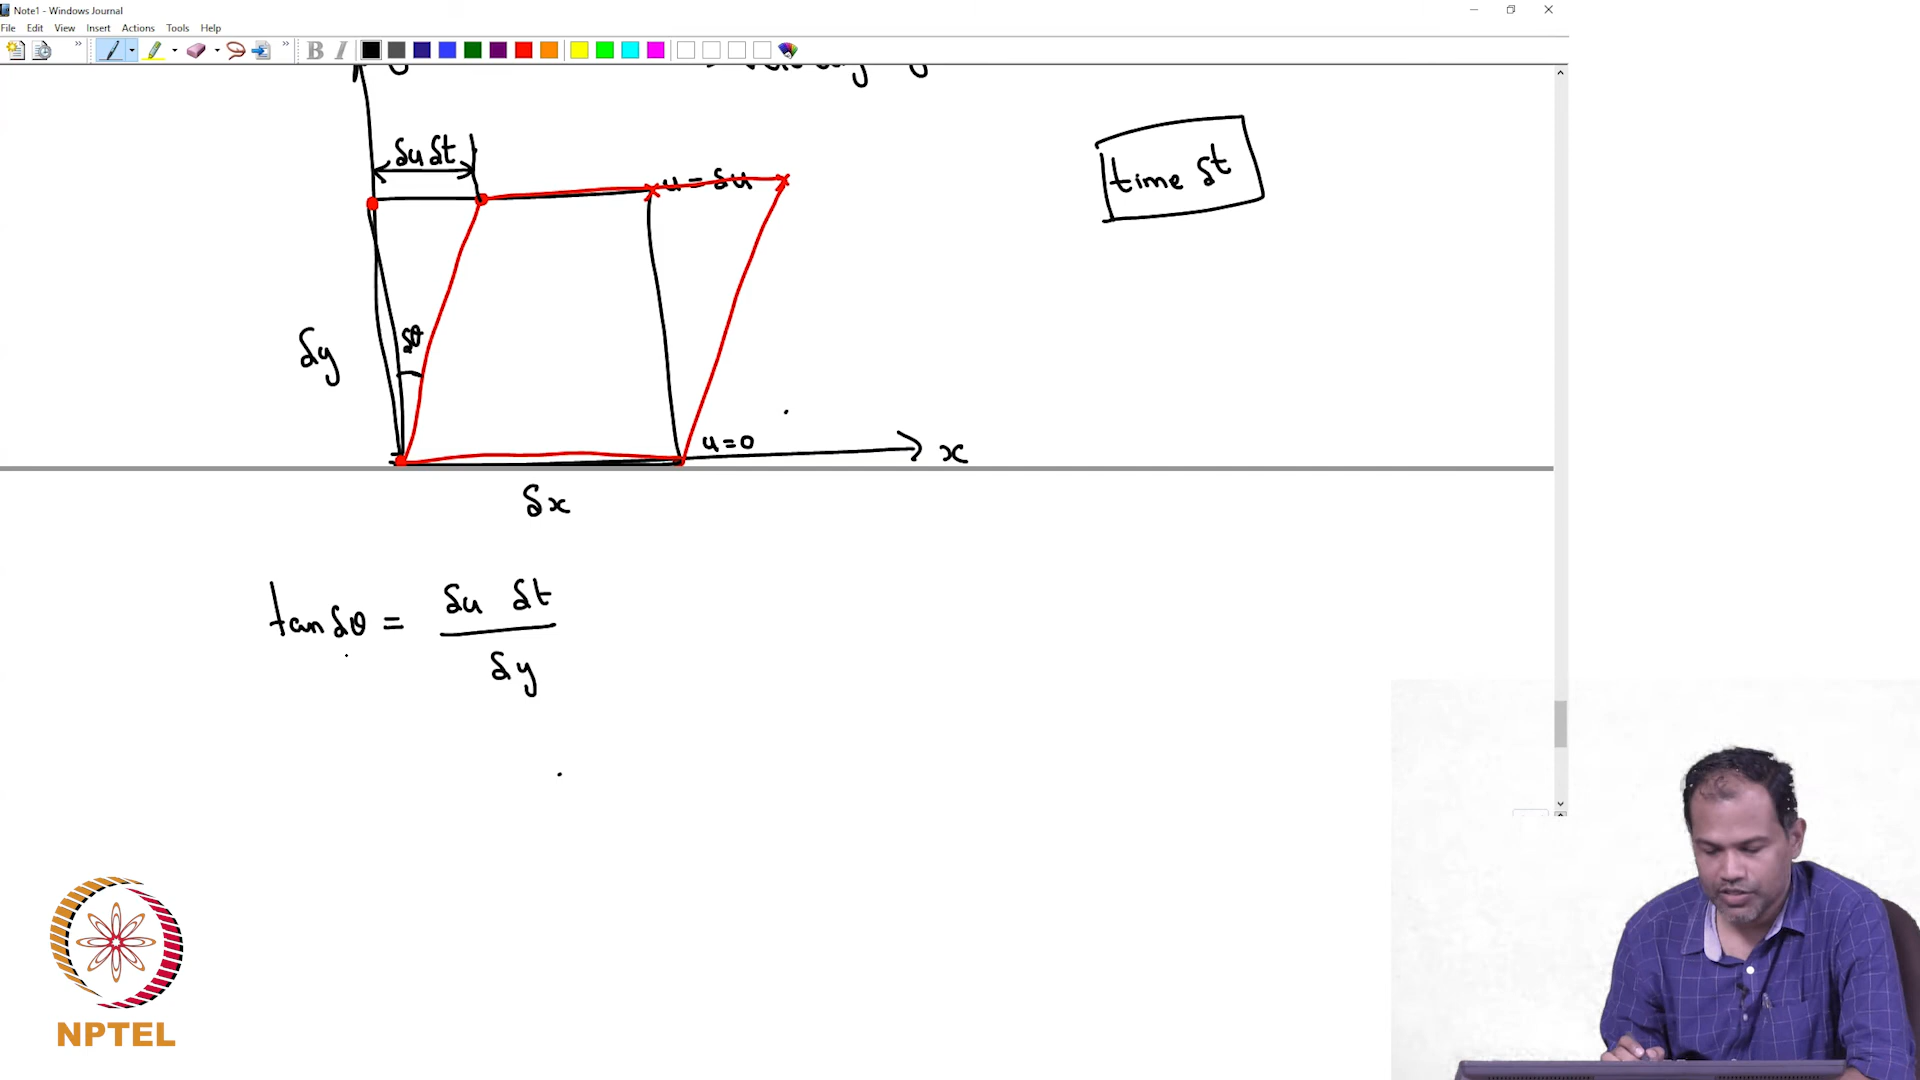 Note1 - Windows Journal
File Edit View Insert Actions Tools Help
B I
δu δt
u = δu
time δt
δθ
δy
u = 0
x
δx
tan δθ = δu δt
δy
NPTEL